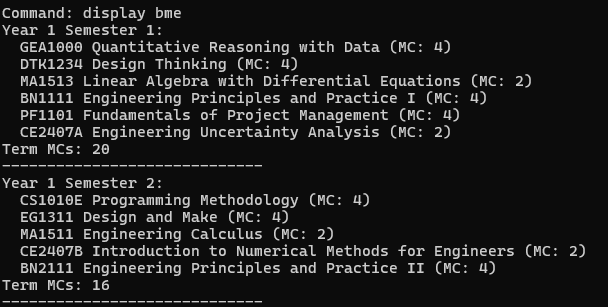 Command: display bme
Year 1 Semester 1:
GEA1000 Quantitative Reasoning with Data (MC: 4)
DTK1234 Design Thinking (MC: 4)
MA1513 Linear Algebra with Differential Equations (MC: 2)
BN1111 Engineering Principles and Practice I (MC: 4)
PF1101 Fundamentals of Project Management (MC: 4)
CE2407A Engineering Uncertainty Analysis (MC: 2)
Term MCs: 20
-----------------------------
Year 1 Semester 2:
CS1010E Programming Methodology (MC: 4)
EG1311 Design and Make (MC: 4)
MA1511 Engineering Calculus (MC: 2)
CE2407B Introduction to Numerical Methods for Engineers (MC: 2)
BN2111 Engineering Principles and Practice II (MC: 4)
Term MCs: 16
-----------------------------